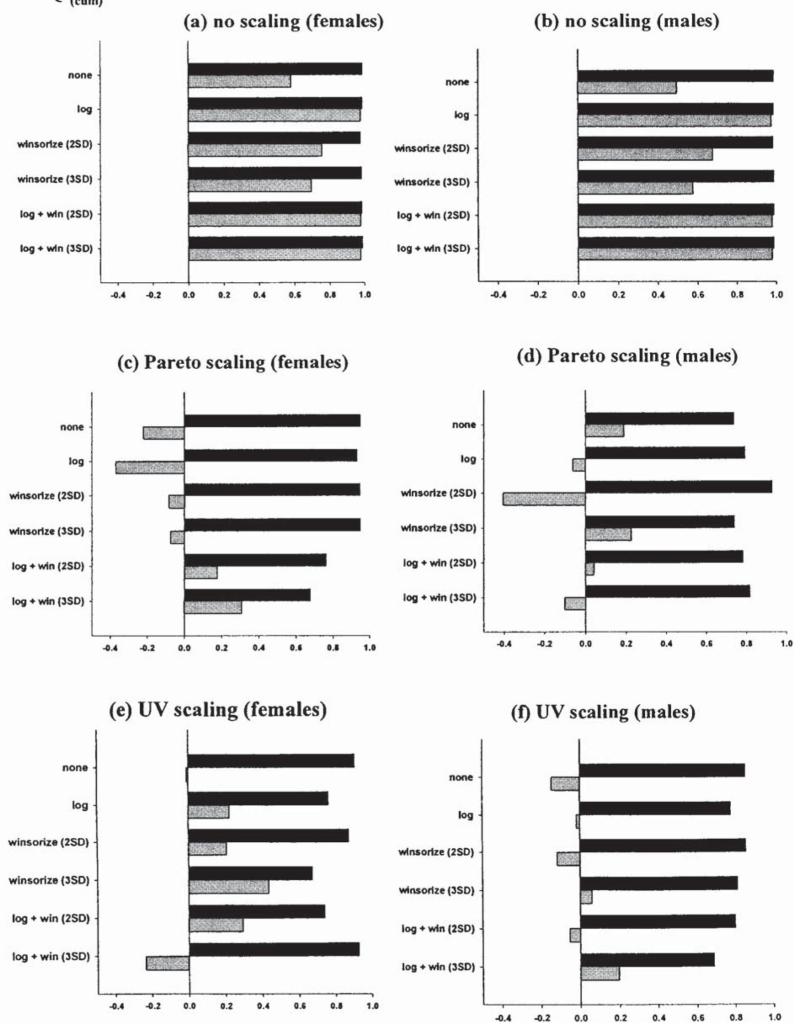 (cum)
(a) no scaling (females)
none
log
winsorize (2SD)
winsorize (3SD)
log + win (2SD)
log + win (3SD)
-0.4 -0.2 0.0 0.2 0.4 0.6 0.8 1.0
(b) no scaling (males)
none
log
winsorize (2SD)
winsorize (3SD)
log + win (2SD)
log + win (3SD)
-0.4 -0.2 0.0 0.2 0.4 0.6 0.8 1.0
(c) Pareto scaling (females)
none
log
winsorize (2SD)
winsorize (3SD)
log + win (2SD)
log + win (3SD)
-0.4 -0.2 0.0 0.2 0.4 0.6 0.8 1.0
(d) Pareto scaling (males)
none
log
winsorize (2SD)
winsorize (3SD)
log + win (2SD)
log + win (3SD)
-0.4 -0.2 0.0 0.2 0.4 0.6 0.8 1.0
(e) UV scaling (females)
none
log
winsorize (2SD)
winsorize (3SD)
log + win (2SD)
log + win (3SD)
-0.4 -0.2 0.0 0.2 0.4 0.6 0.8 1.0
(f) UV scaling (males)
none
log
winsorize (2SD)
winsorize (3SD)
log + win (2SD)
log + win (3SD)
-0.4 -0.2 0.0 0.2 0.4 0.6 0.8 1.0